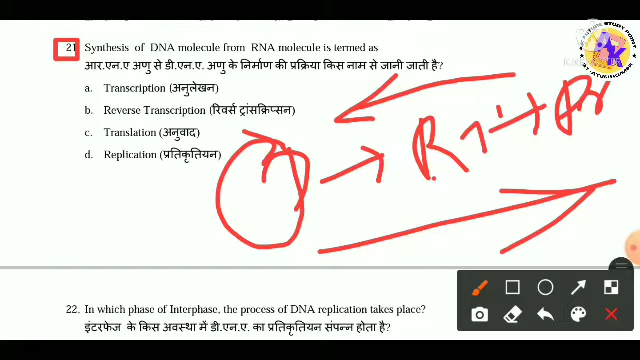 21. Synthesis of DNA molecule from RNA molecule is termed as
आर.एन.ए अणु से डी.एन.ए. अणु के निर्माण की प्रक्रिया किस नाम से जानी जाती है?
a. Transcription (अनुलेखन)
b. Reverse Transcription (रिवर्स ट्रांसक्रिप्सन)
c. Translation (अनुवाद)
d. Replication (प्रतिकृतियन)
22. In which phase of Interphase, the process of DNA replication takes place?
इंटरफेज के किस अवस्था में डी.एन.ए. का प्रतिकृतियन संपन्न होता है?